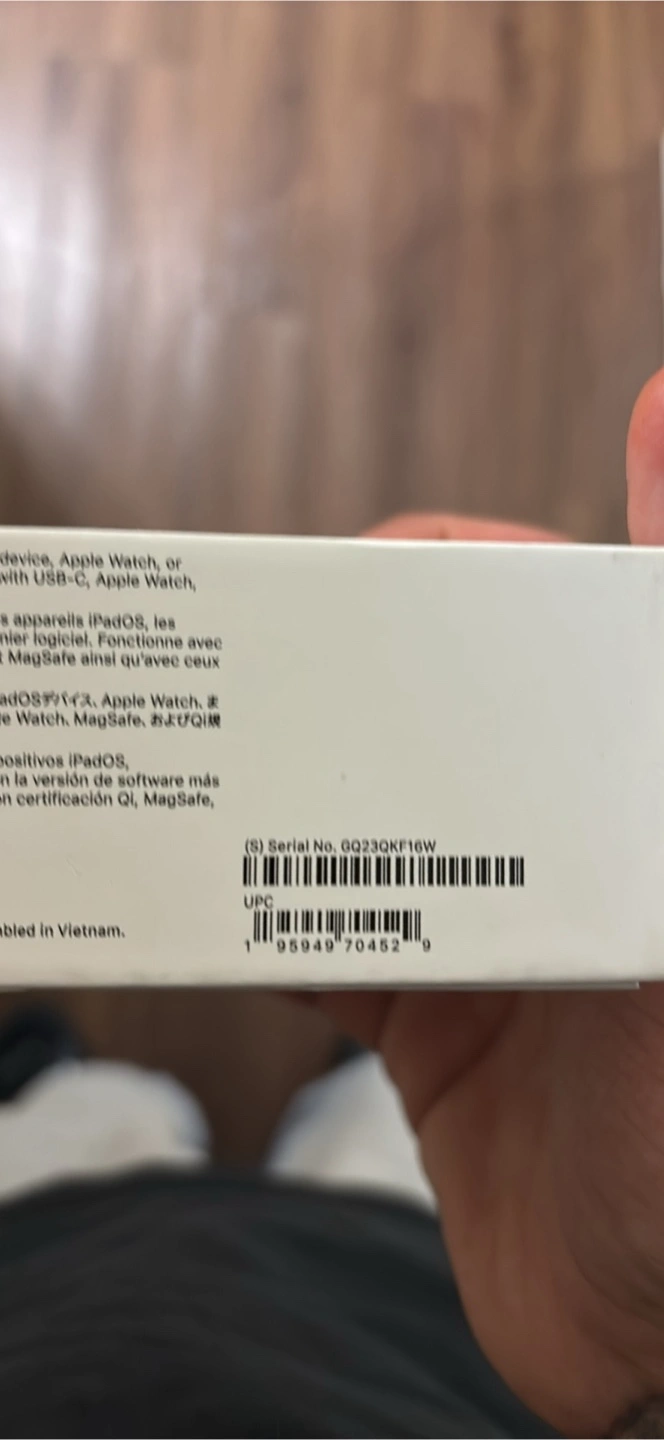 device, Apple Watch, or
with USB-C, Apple Watch,
s appareils iPadOS, les
nier logiciel. Fonctionne avec
t MagSafe ainsi qu'avec ceux
adOSデバイス、Apple Watch、ま
e Watch、MagSafe、およびQi規
positivos iPadOS,
n la versión de software más
n certificación Qi, MagSafe,
(S) Serial No. GQ23QKF16W
UPC
bled in Vietnam.
1 95949 70452 9